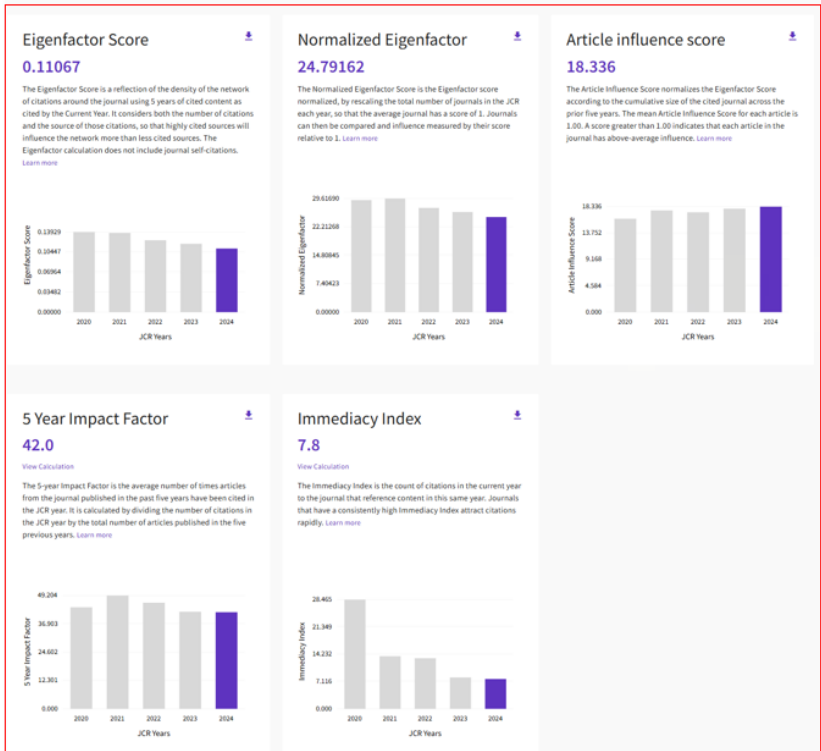 Eigenfactor Score
0.11067
The Eigenfactor Score is a reflection of the density of the network
of citations around the journal using 5 years of cited content as
cited by the Current Year. It considers both the number of citations
and the source of those citations, so that highly cited sources will
influence the network more than less cited sources. The
Eigenfactor calculation does not include journal self-citations.
Learn more
Eigenfactor Score
0.13929
0.10447
0.06964
0.03482
0.00000
2020 2021 2022 2023 2024
JCR Years
Normalized Eigenfactor
24.79162
The Normalized Eigenfactor Score is the Eigenfactor score
normalized, by rescaling the total number of journals in the JCR
each year, so that the average journal has a score of 1. Journals
can then be compared and influence measured by their score
relative to 1. Learn more
Normalized Eigenfactor
29.61690
22.21268
14.80845
7.40423
0.00000
2020 2021 2022 2023 2024
JCR Years
Article influence score
18.336
The Article Influence Score normalizes the Eigenfactor Score
according to the cumulative size of the cited journal across the
prior five years. The mean Article Influence Score for each article is
1.00. A score greater than 1.00 indicates that each article in the
journal has above-average influence. Learn more
Article Influence Score
18.336
13.752
9.168
4.584
0.000
2020 2021 2022 2023 2024
JCR Years
5 Year Impact Factor
42.0
View Calculation
The 5-year Impact Factor is the average number of times articles
from the journal published in the past five years have been cited in
the JCR year. It is calculated by dividing the number of citations in
the JCR year by the total number of articles published in the five
previous years. Learn more
5 Year Impact Factor
49.204
36.903
24.602
12.301
0.000
2020 2021 2022 2023 2024
JCR Years
Immediacy Index
7.8
View Calculation
The Immediacy Index is the count of citations in the current year
to the journal that reference content in this same year. Journals
that have a consistently high Immediacy Index attract citations
rapidly. Learn more
Immediacy Index
28.465
21.349
14.232
7.116
0.000
2020 2021 2022 2023 2024
JCR Years